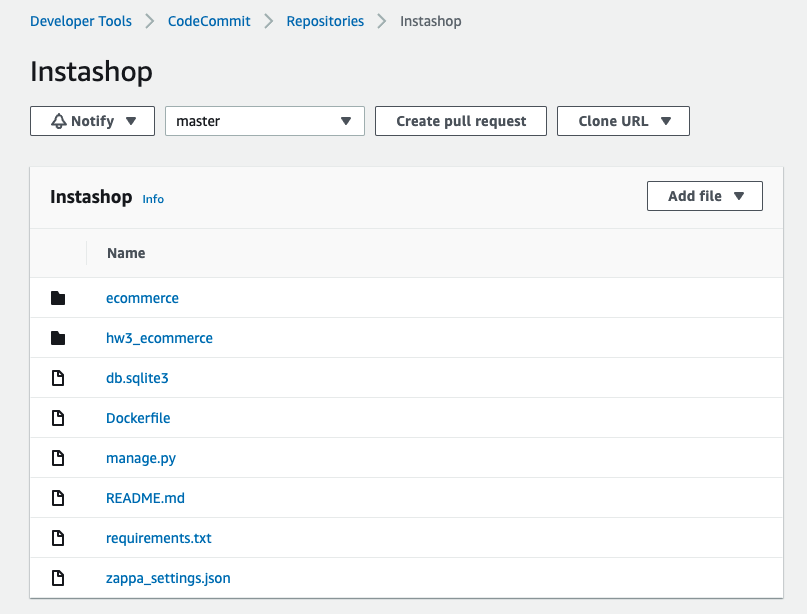 Developer Tools > CodeCommit > Repositories > Instashop
Instashop
Notify master Create pull request Clone URL
Instashop Info Add file
Name
ecommerce
hw3_ecommerce
db.sqlite3
Dockerfile
manage.py
README.md
requirements.txt
zappa_settings.json